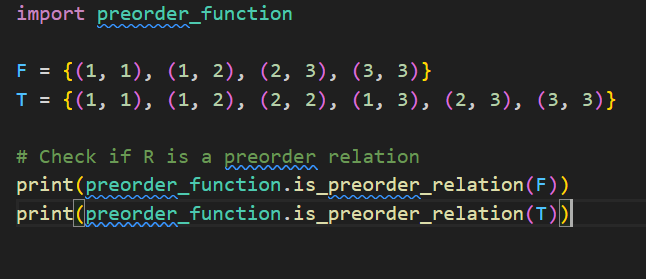 import preorder_function
F = {(1, 1), (1, 2), (2, 3), (3, 3)}
T = {(1, 1), (1, 2), (2, 2), (1, 3), (2, 3), (3, 3)}
# Check if R is a preorder relation
print(preorder_function.is_preorder_relation(F))
print(preorder_function.is_preorder_relation(T))